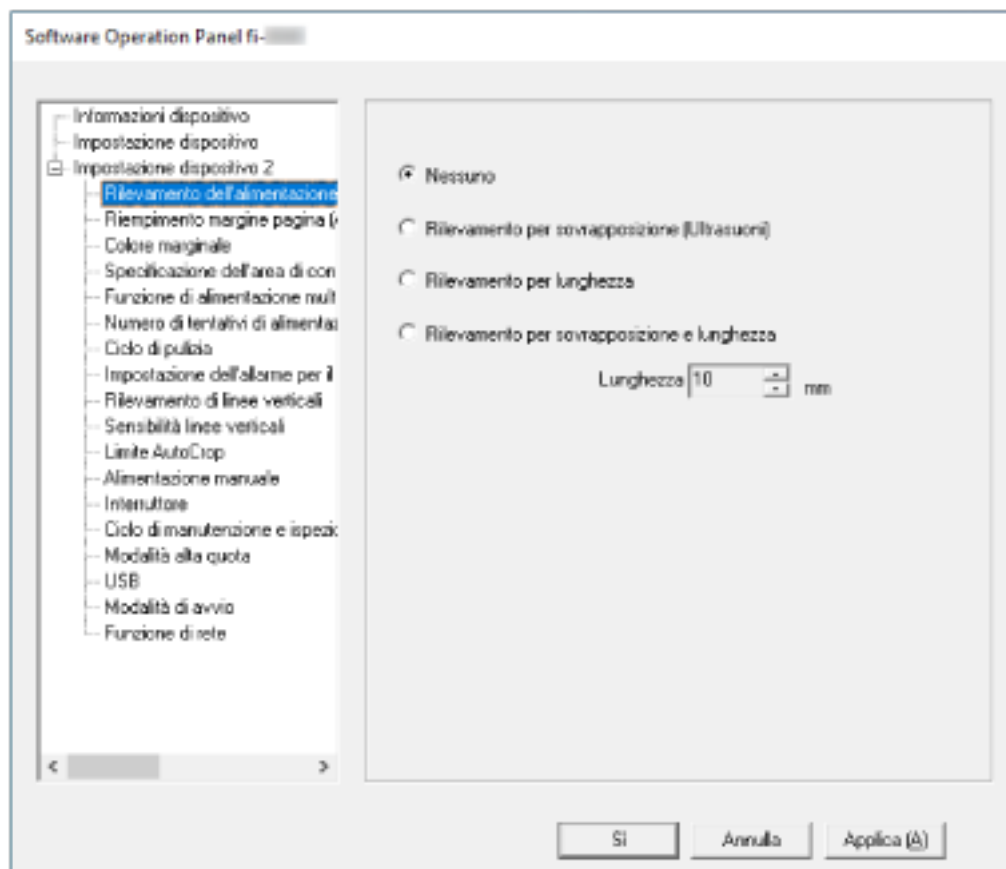 Software Operation Panel fi-
Informazioni dispositivo
Impostazione dispositivo
Impostazione dispositivo 2
Rilevamento dell'alimentazione
Riempimento margine pagina (
Colore marginale
Specificazione dell'area di con
Funzione di alimentazione mult
Numero di tentativi di alimentaz
Ciclo di pulizia
Impostazione dell'allarme per il
Rilevamento di linee verticali
Sensibilità linee verticali
Limite AutoCrop
Alimentazione manuale
Interruttore
Ciclo di manutenzione e ispezio
Modalità alta quota
USB
Modalità di avvio
Funzione di rete
Nessuno
Rilevamento per sovrapposizione (Ultrasuoni)
Rilevamento per lunghezza
Rilevamento per sovrapposizione e lunghezza
Lunghezza 10 mm
Sì Annulla Applica (A)